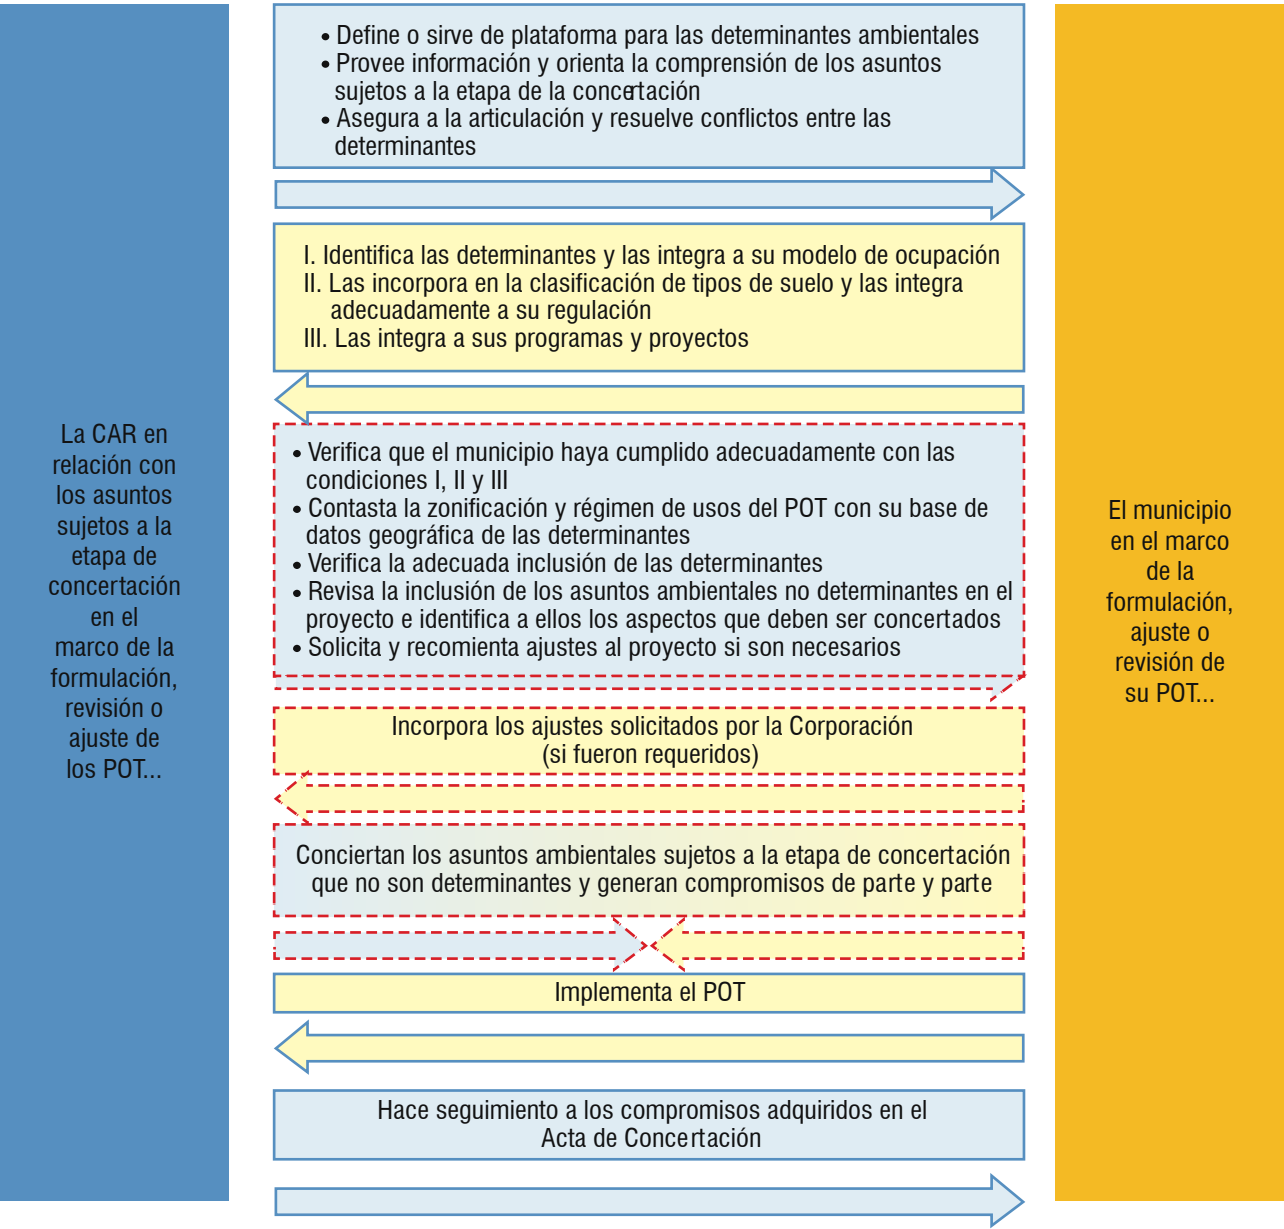 • Define o sirve de plataforma para las determinantes ambientales
• Provee información y orienta la comprensión de los asuntos
sujetos a la etapa de la concertación
• Asegura a la articulación y resuelve conflictos entre las
determinantes
I. Identifica las determinantes y las integra a su modelo de ocupación
II. Las incorpora en la clasificación de tipos de suelo y las integra
adecuadamente a su regulación
III. Las integra a sus programas y proyectos
• Verifica que el municipio haya cumplido adecuadamente con las
condiciones I, II y III
• Contasta la zonificación y régimen de usos del POT con su base de
datos geográfica de las determinantes
• Verifica la adecuada inclusión de las determinantes
• Revisa la inclusión de los asuntos ambientales no determinantes en el
proyecto e identifica a ellos los aspectos que deben ser concertados
• Solicita y recomienta ajustes al proyecto si son necesarios
Incorpora los ajustes solicitados por la Corporación
(si fueron requeridos)
Conciertan los asuntos ambientales sujetos a la etapa de concertación
que no son determinantes y generan compromisos de parte y parte
Implementa el POT
Hace seguimiento a los compromisos adquiridos en el
Acta de Concertación
La CAR en
relación con
los asuntos
sujetos a la
etapa de
concertación
en el
marco de la
formulación,
revisión o
ajuste de
los POT...
El municipio
en el marco
de la
formulación,
ajuste o
revisión de
su POT...